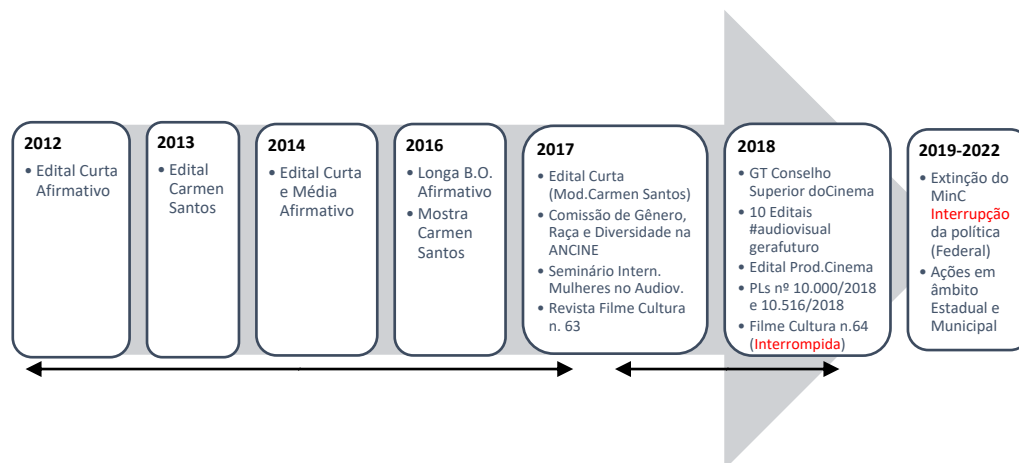 2012
• Edital Curta
Afirmativo
2013
• Edital
Carmen
Santos
2014
• Edital Curta
e Média
Afirmativo
2016
• Longa B.O.
Afirmativo
• Mostra
Carmen
Santos
2017
• Edital Curta
(Mod.Carmen Santos)
• Comissão de Gênero,
Raça e Diversidade na
ANCINE
• Seminário Intern.
Mulheres no Audiov.
• Revista Filme Cultura
n. 63
2018
• GT Conselho
Superior doCinema
• 10 Editais
#audiovisual
gerafuturo
• Edital Prod.Cinema
• PLs nº 10.000/2018
e 10.516/2018
• Filme Cultura n.64
(Interrompida)
2019-2022
• Extinção do
MinC
Interrupção
da política
(Federal)
• Ações em
âmbito
Estadual e
Municipal